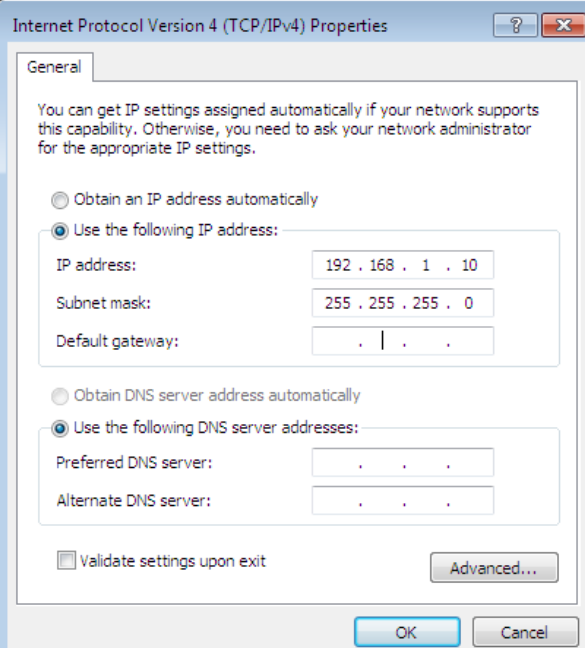 Internet Protocol Version 4 (TCP/IPv4) Properties
General
You can get IP settings assigned automatically if your network supports
this capability. Otherwise, you need to ask your network administrator
for the appropriate IP settings.
Obtain an IP address automatically
Use the following IP address:
IP address: 192 . 168 . 1 . 10
Subnet mask: 255 . 255 . 255 . 0
Default gateway: . . .
Obtain DNS server address automatically
Use the following DNS server addresses:
Preferred DNS server: . . .
Alternate DNS server: . . .
Validate settings upon exit
Advanced...
OK Cancel